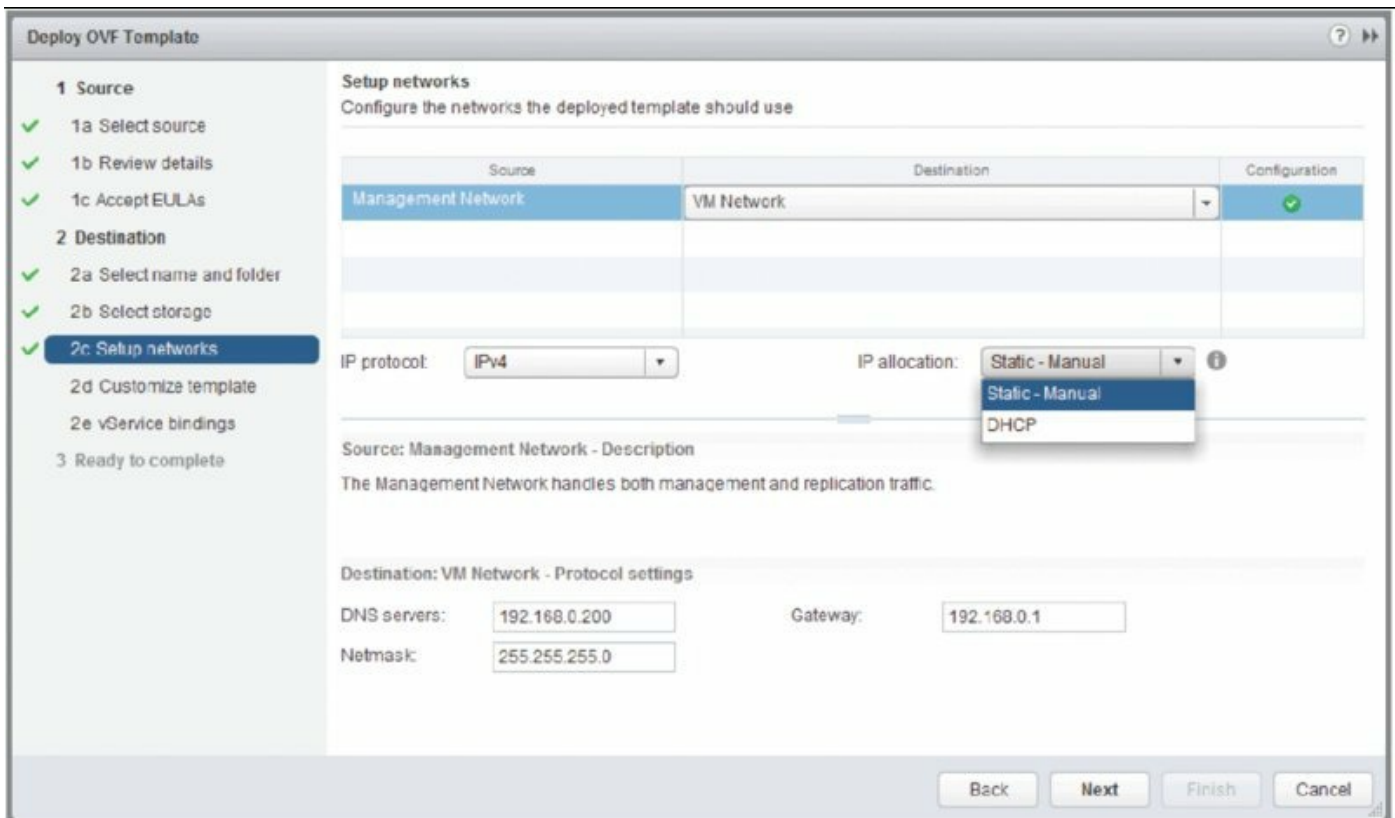 Deploy OVF Template
?
1 Source
1a Select source
1b Review details
1c Accept EULAs
2 Destination
2a Select name and folder
2b Select storage
2c Setup networks
2d Customize template
2e vService bindings
3 Ready to complete
Setup networks
Configure the networks the deployed template should use
Source Destination Configuration
Management Network VM Network
IP protocol: IPv4 IP allocation: Static - Manual
Static - Manual
DHCP
Source: Management Network - Description
The Management Network handles both management and replication traffic.
Destination: VM Network - Protocol settings
DNS servers: 192.168.0.200 Gateway: 192.168.0.1
Netmask: 255.255.255.0
Back Next Finish Cancel